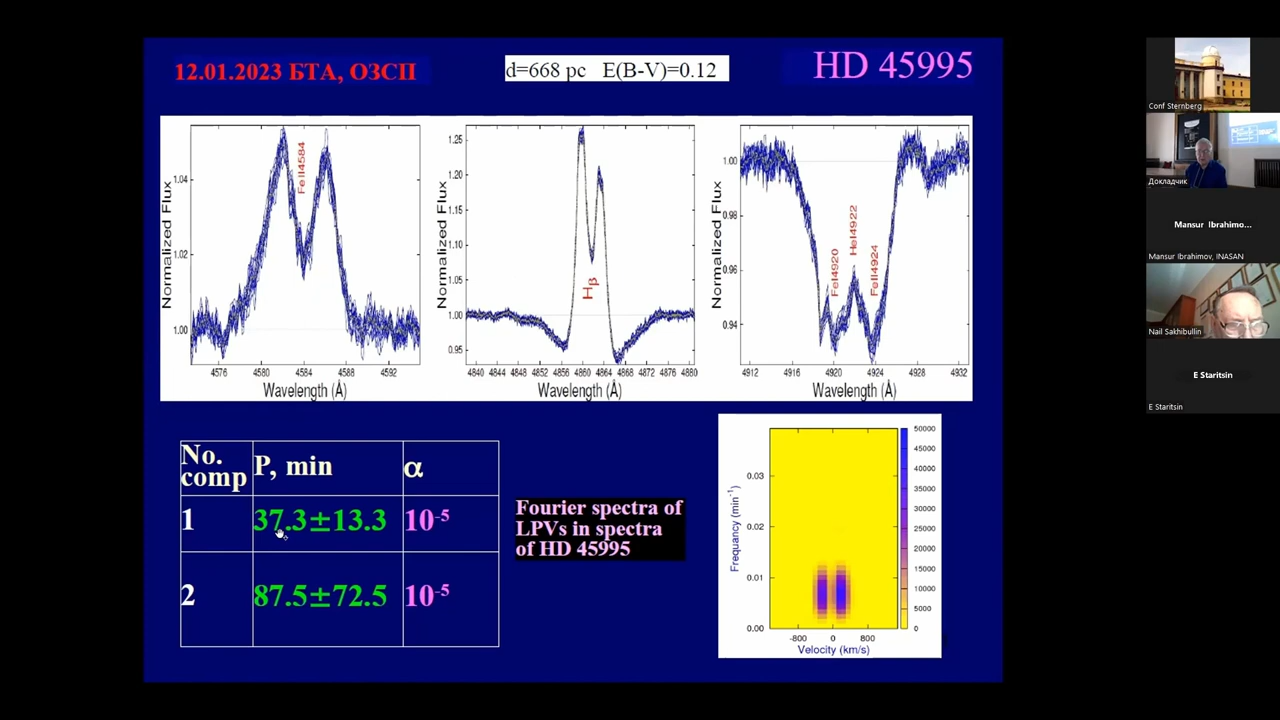 12.01.2023 БТА, ОЗСП
d=668 pc E(B-V)=0.12
HD 45995
Normalized Flux
1.04
1.02
1.00
FeII4584
4576 4580 4584 4588 4592
Wavelength (Å)
Normalized Flux
1.25
1.20
1.15
1.10
1.05
1.00
0.95
Hβ
4840 4844 4848 4852 4856 4860 4864 4868 4872 4876 4880
Wavelength (Å)
Normalized Flux
1.00
0.98
0.96
0.94
FeII4920
HeI4922
FeII4924
4912 4916 4920 4924 4928 4932
Wavelength (Å)
No. comp P, min α
1 37.3±13.3 10⁻⁵
2 87.5±72.5 10⁻⁵
Fourier spectra of
LPVs in spectra
of HD 45995
Frequancy (min⁻¹)
0.03
0.02
0.01
0.00
-800 0 800
Velocity (km/s)
50000
45000
40000
35000
30000
25000
20000
15000
10000
5000
0
Conf Sternberg
Докладчик
Mansur Ibrahimo...
Mansur Ibrahimov, INASAN
Nail Sakhibullin
E Staritsin
E Staritsin